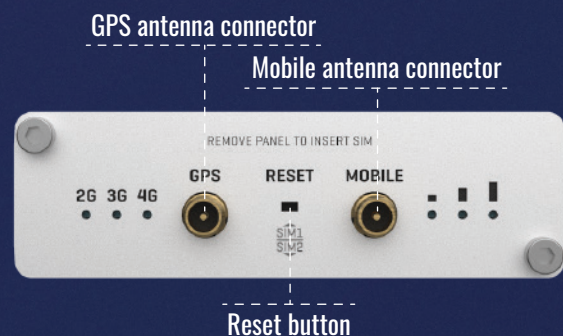 GPS antenna connector
Mobile antenna connector
REMOVE PANEL TO INSERT SIM
GPS RESET MOBILE
2G 3G 4G
SIM1
SIM2
Reset button